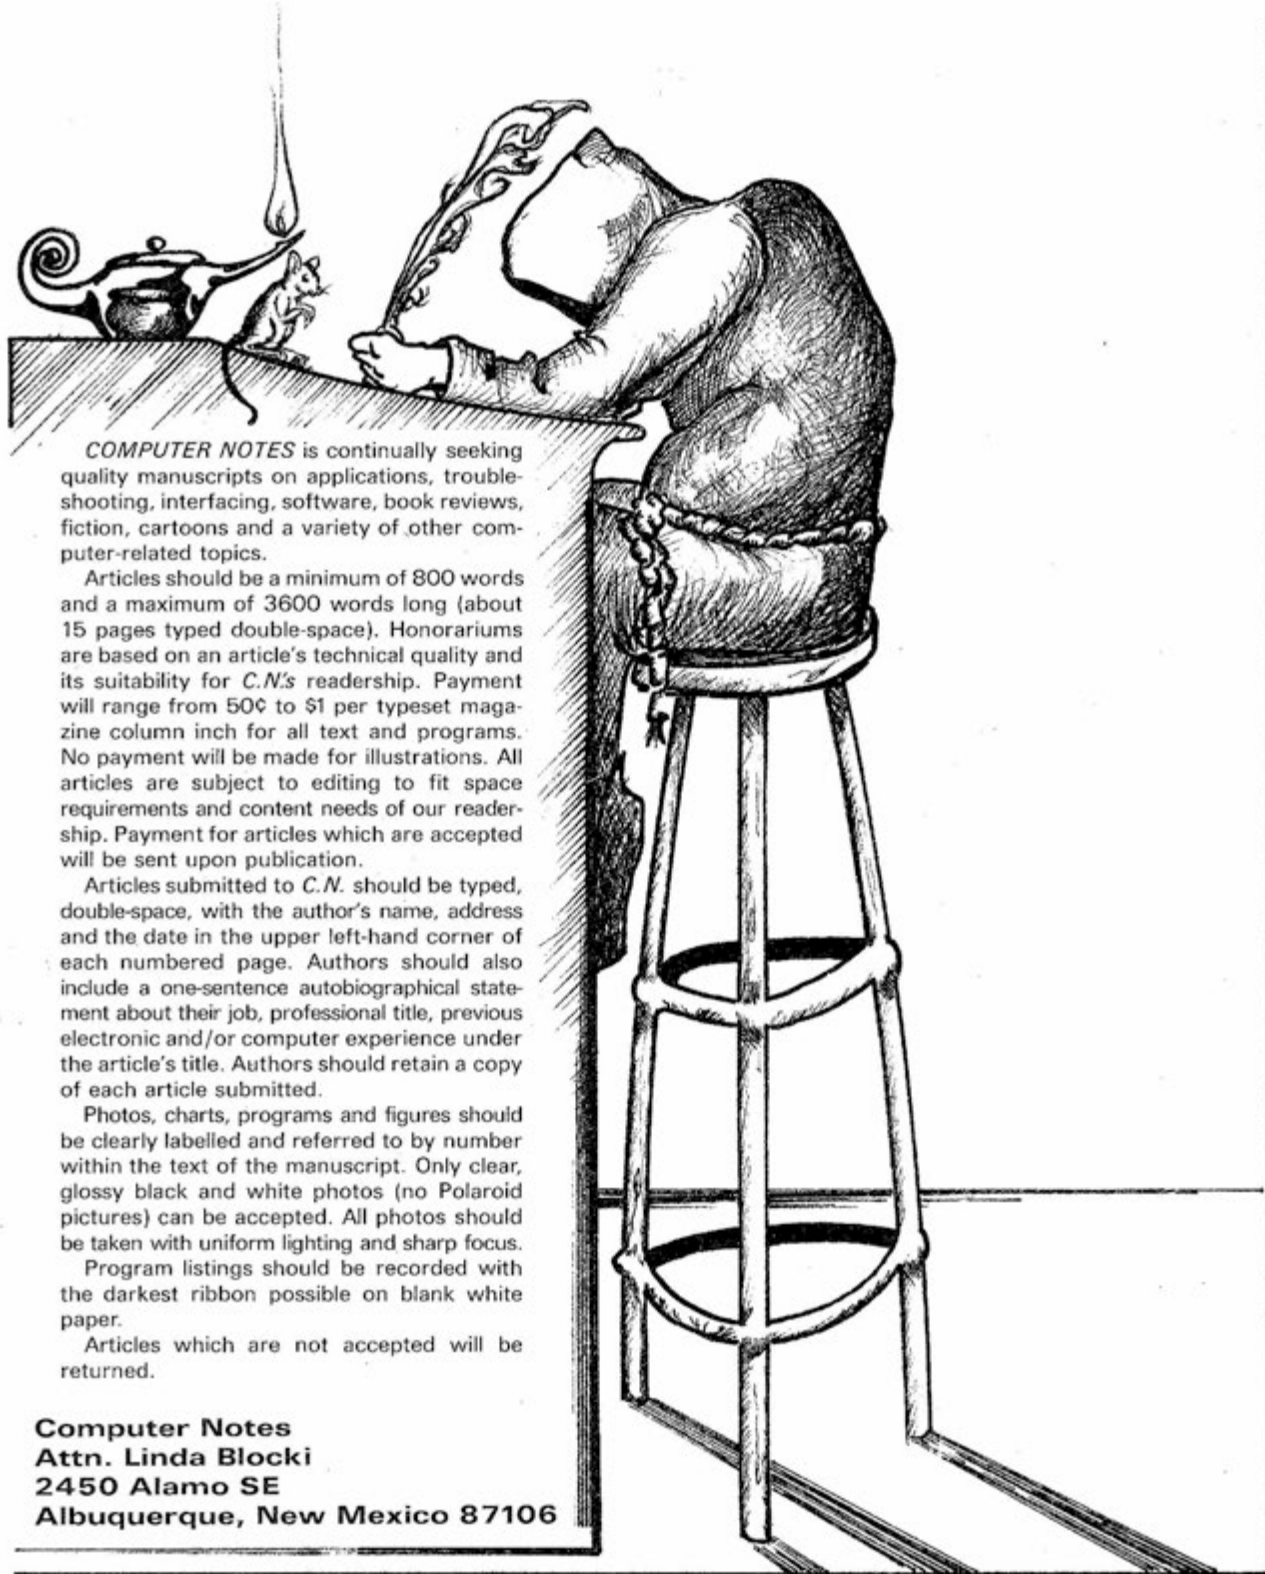 COMPUTER NOTES is continually seeking
quality manuscripts on applications, trouble-
shooting, interfacing, software, book reviews,
fiction, cartoons and a variety of other com-
puter-related topics.
Articles should be a minimum of 800 words
and a maximum of 3600 words long (about
15 pages typed double-space). Honorariums
are based on an article's technical quality and
its suitability for C.N.'s readership. Payment
will range from 50¢ to $1 per typeset maga-
zine column inch for all text and programs.
No payment will be made for illustrations. All
articles are subject to editing to fit space
requirements and content needs of our reader-
ship. Payment for articles which are accepted
will be sent upon publication.
Articles submitted to C.N. should be typed,
double-space, with the author's name, address
and the date in the upper left-hand corner of
each numbered page. Authors should also
include a one-sentence autobiographical state-
ment about their job, professional title, previous
electronic and/or computer experience under
the article's title. Authors should retain a copy
of each article submitted.
Photos, charts, programs and figures should
be clearly labelled and referred to by number
within the text of the manuscript. Only clear,
glossy black and white photos (no Polaroid
pictures) can be accepted. All photos should
be taken with uniform lighting and sharp focus.
Program listings should be recorded with
the darkest ribbon possible on blank white
paper.
Articles which are not accepted will be
returned.
Computer Notes
Attn. Linda Blocki
2450 Alamo SE
Albuquerque, New Mexico 87106